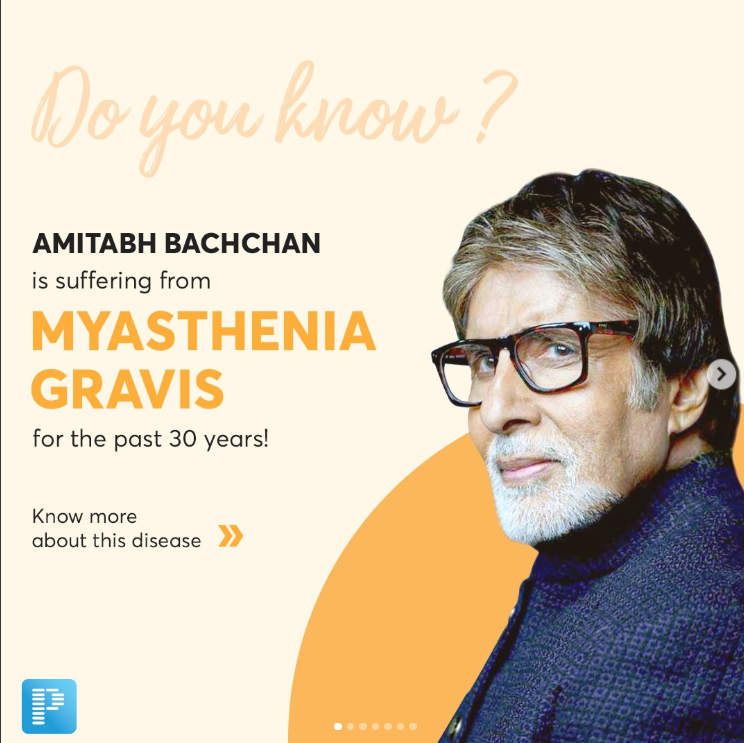 Do you know ?
AMITABH BACHCHAN
is suffering from
MYASTHENIA
GRAVIS
for the past 30 years!
Know more
about this disease »
P